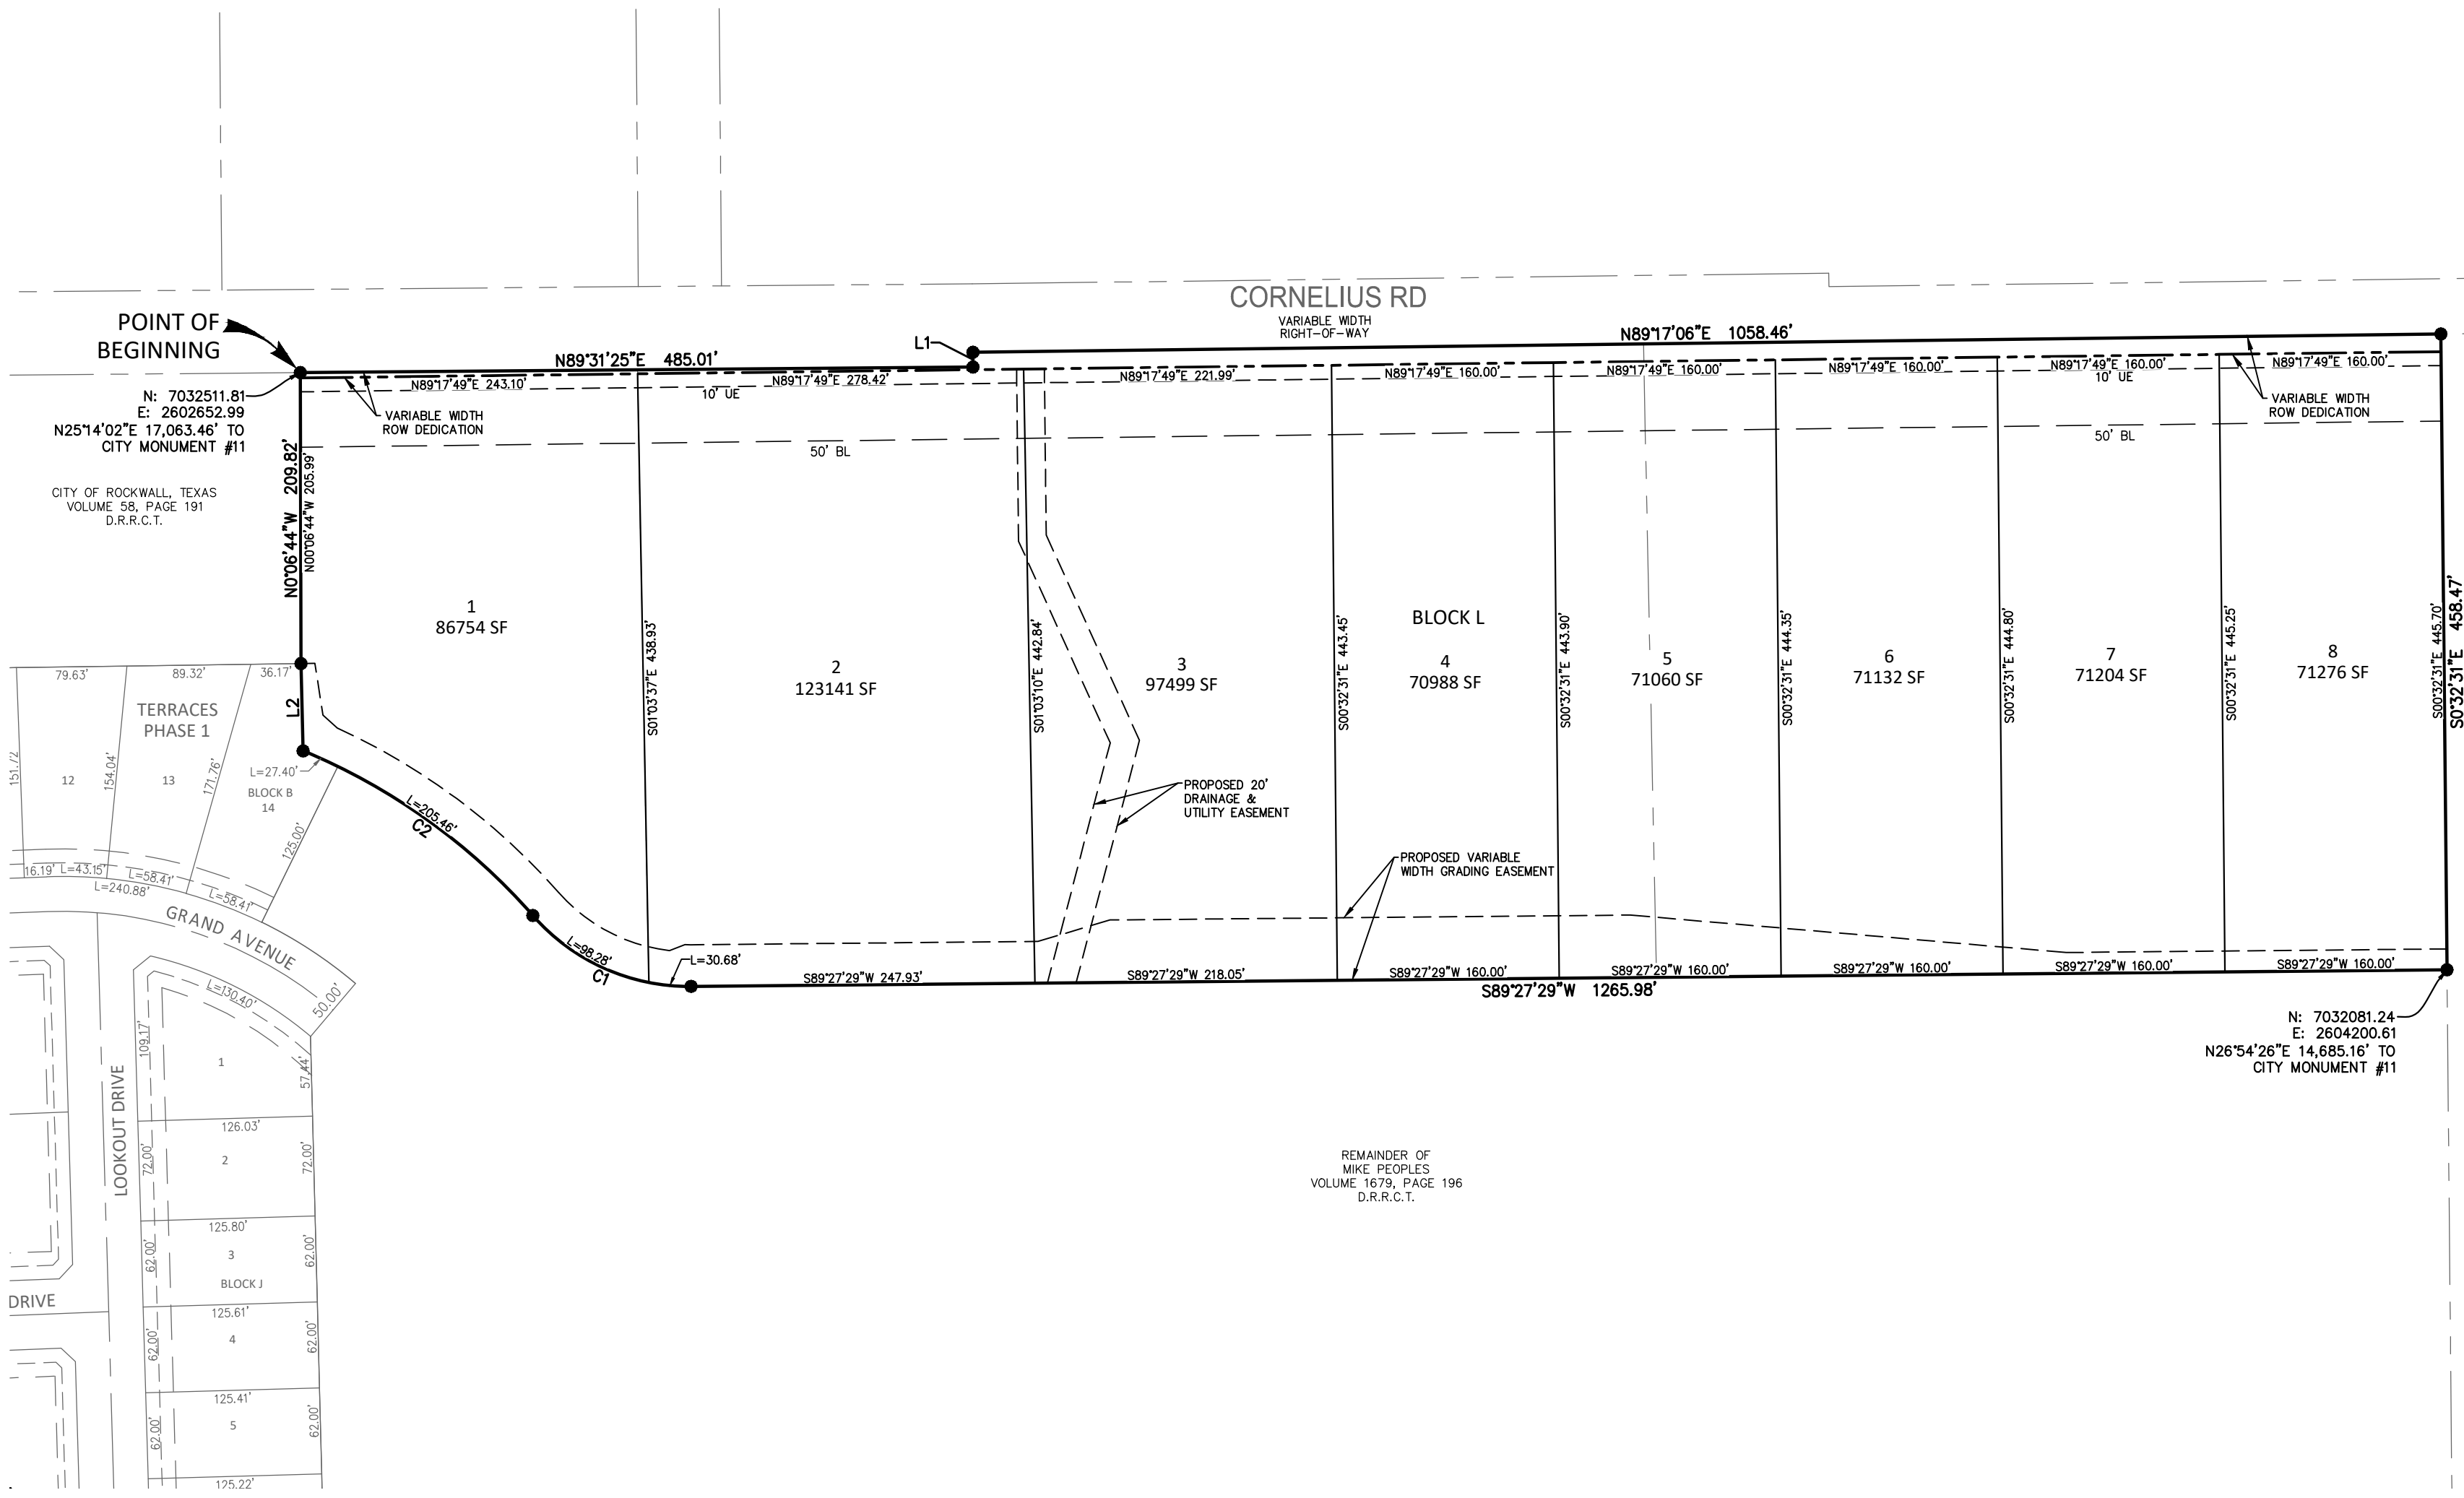 CORNELIUS RD
VARIABLE WIDTH
RIGHT-OF-WAY
POINT OF
BEGINNING
N89°31'25"E 485.01'
L1
N89°17'06"E 1058.46'
N: 7032511.81
E: 2602652.99
N25°14'02"E 17,063.46' TO
CITY MONUMENT #11
N89°17'49"E 243.10'
N89°17'49"E 278.42'
N89°17'49"E 221.99'
N89°17'49"E 160.00'
N89°17'49"E 160.00'
N89°17'49"E 160.00'
N89°17'49"E 160.00'
N89°17'49"E 160.00'
10' UE
10' UE
VARIABLE WIDTH
ROW DEDICATION
VARIABLE WIDTH
ROW DEDICATION
50' BL
50' BL
CITY OF ROCKWALL, TEXAS
VOLUME 58, PAGE 191
D.R.R.C.T.
N0°06'44"W 209.82'
N00°06'44"W 205.99'
L2
1
86754 SF
S01°03'37"E 438.93'
2
123141 SF
S01°03'10"E 442.84'
3
97499 SF
S00°32'31"E 443.45'
BLOCK L
4
70988 SF
S00°32'31"E 443.90'
5
71060 SF
S00°32'31"E 444.35'
6
71132 SF
S00°32'31"E 444.80'
7
71204 SF
S00°32'31"E 445.25'
8
71276 SF
S00°32'31"E 445.70'
S0°32'31"E 458.47'
PROPOSED 20'
DRAINAGE &
UTILITY EASEMENT
PROPOSED VARIABLE
WIDTH GRADING EASEMENT
L=205.46'
C2
L=98.28'
C1
L=30.68'
S89°27'29"W 247.93'
S89°27'29"W 218.05'
S89°27'29"W 160.00'
S89°27'29"W 160.00'
S89°27'29"W 160.00'
S89°27'29"W 160.00'
S89°27'29"W 160.00'
S89°27'29"W 1265.98'
N: 7032081.24
E: 2604200.61
N26°54'26"E 14,685.16' TO
CITY MONUMENT #11
REMAINDER OF
MIKE PEOPLES
VOLUME 1679, PAGE 196
D.R.R.C.T.
79.63'
89.32'
36.17'
TERRACES
PHASE 1
151.72
12
154.04'
13
171.76'
L=27.40'
BLOCK B
14
125.00'
16.19'
L=43.15'
L=58.41'
L=58.41'
L=240.88'
GRAND AVENUE
50.00'
L=130.40'
109.17'
1
57.44'
LOOKOUT DRIVE
126.03'
72.00'
2
72.00'
125.80'
62.00'
3
62.00'
BLOCK J
DRIVE
125.61'
62.00'
4
62.00'
125.41'
62.00'
5
62.00'
125.22'